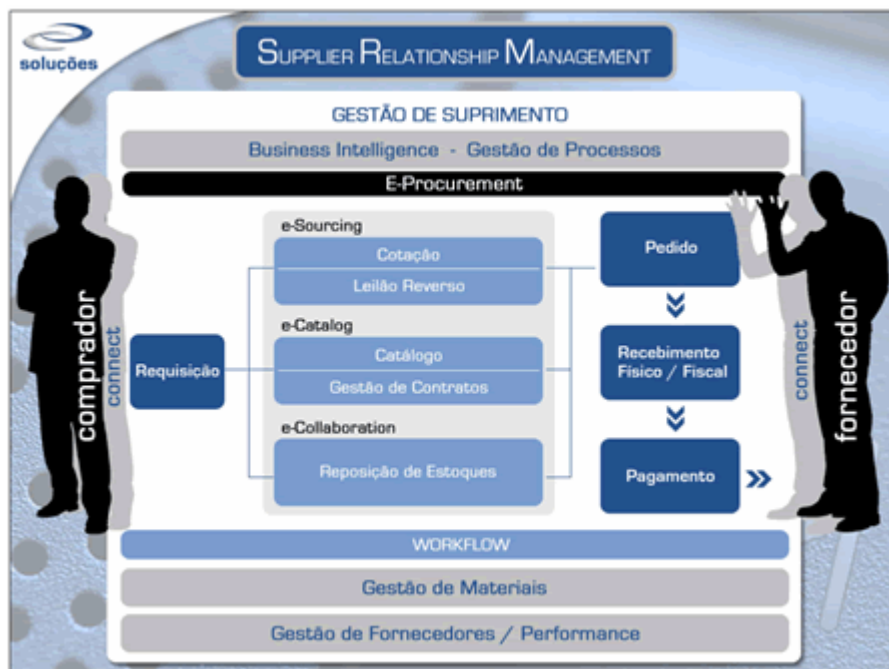 soluções
SUPPLIER RELATIONSHIP MANAGEMENT
GESTÃO DE SUPRIMENTO
Business Intelligence - Gestão de Processos
E-Procurement
comprador
connect
Requisição
e-Sourcing
Cotação
Leilão Reverso
e-Catalog
Catálogo
Gestão de Contratos
e-Collaboration
Reposição de Estoques
Pedido
Recebimento
Físico / Fiscal
Pagamento
connect
fornecedor
WORKFLOW
Gestão de Materiais
Gestão de Fornecedores / Performance